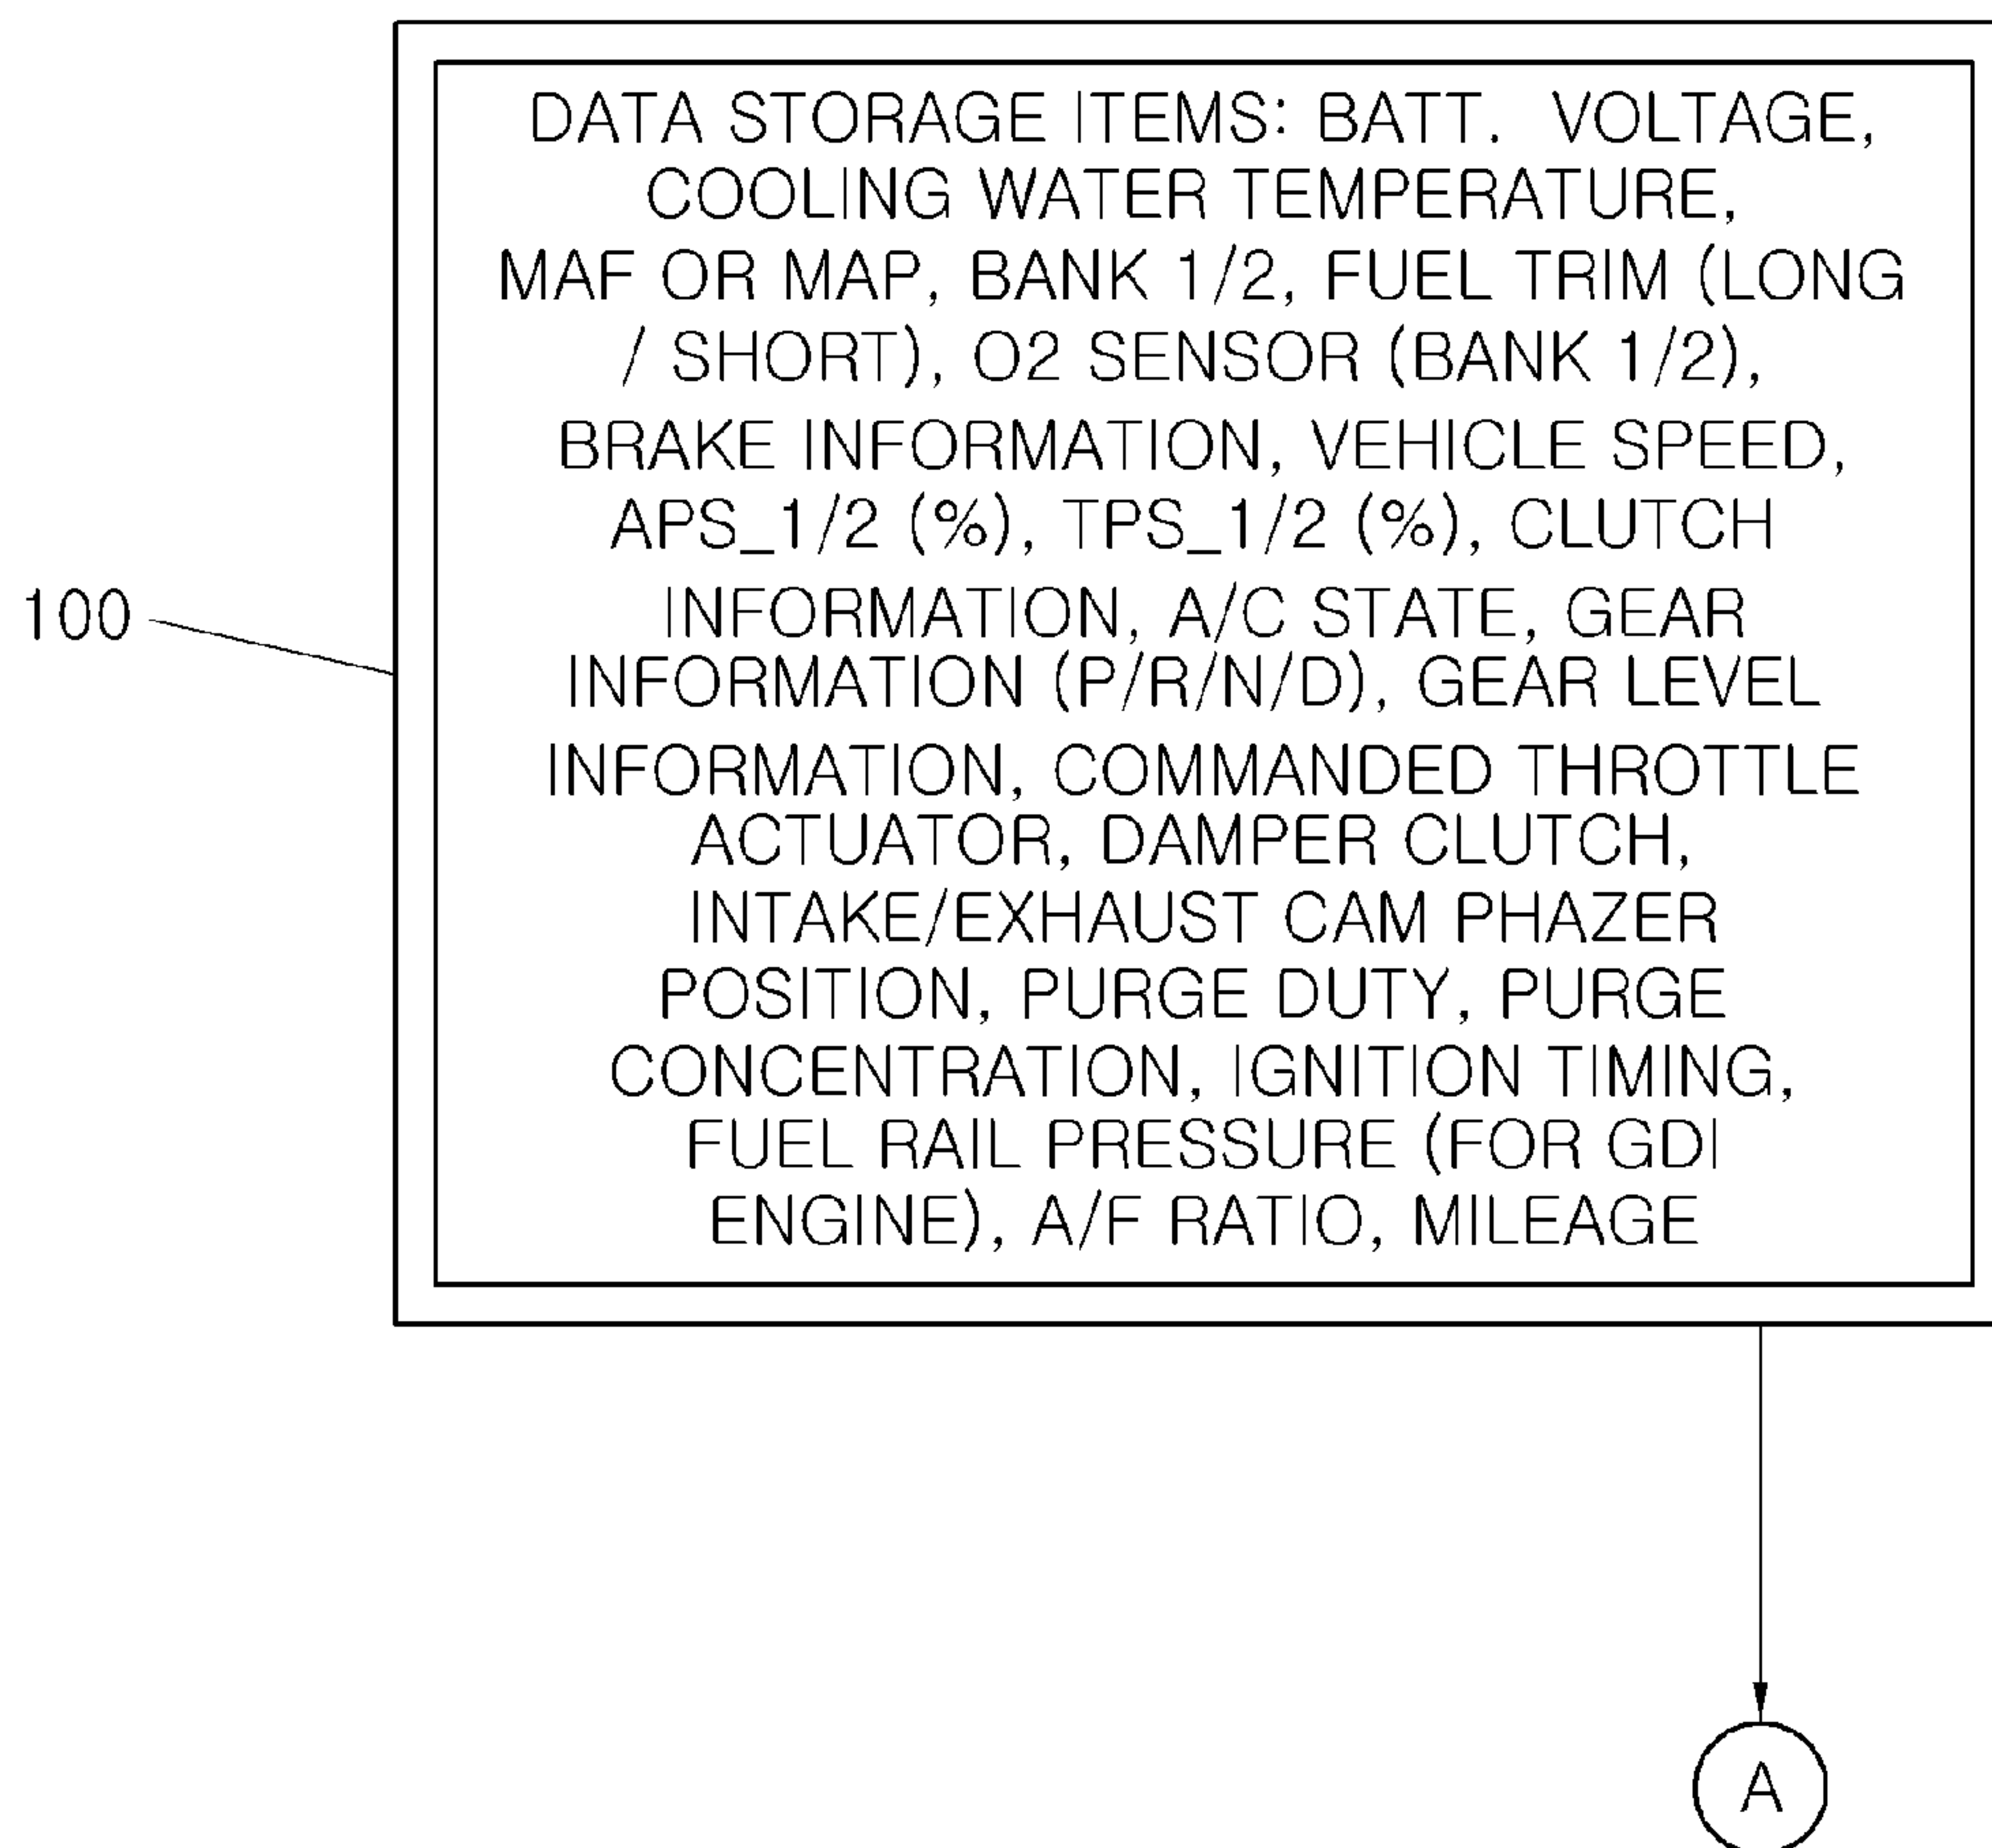 DATA STORAGE ITEMS: BATT. VOLTAGE,
COOLING WATER TEMPERATURE,
MAF OR MAP, BANK 1/2, FUEL TRIM (LONG
/ SHORT), O2 SENSOR (BANK 1/2),
BRAKE INFORMATION, VEHICLE SPEED,
APS_1/2 (%), TPS_1/2 (%), CLUTCH
INFORMATION, A/C STATE, GEAR
INFORMATION (P/R/N/D), GEAR LEVEL
INFORMATION, COMMANDED THROTTLE
ACTUATOR, DAMPER CLUTCH,
INTAKE/EXHAUST CAM PHAZER
POSITION, PURGE DUTY, PURGE
CONCENTRATION, IGNITION TIMING,
FUEL RAIL PRESSURE (FOR GDI
ENGINE), A/F RATIO, MILEAGE
100
A